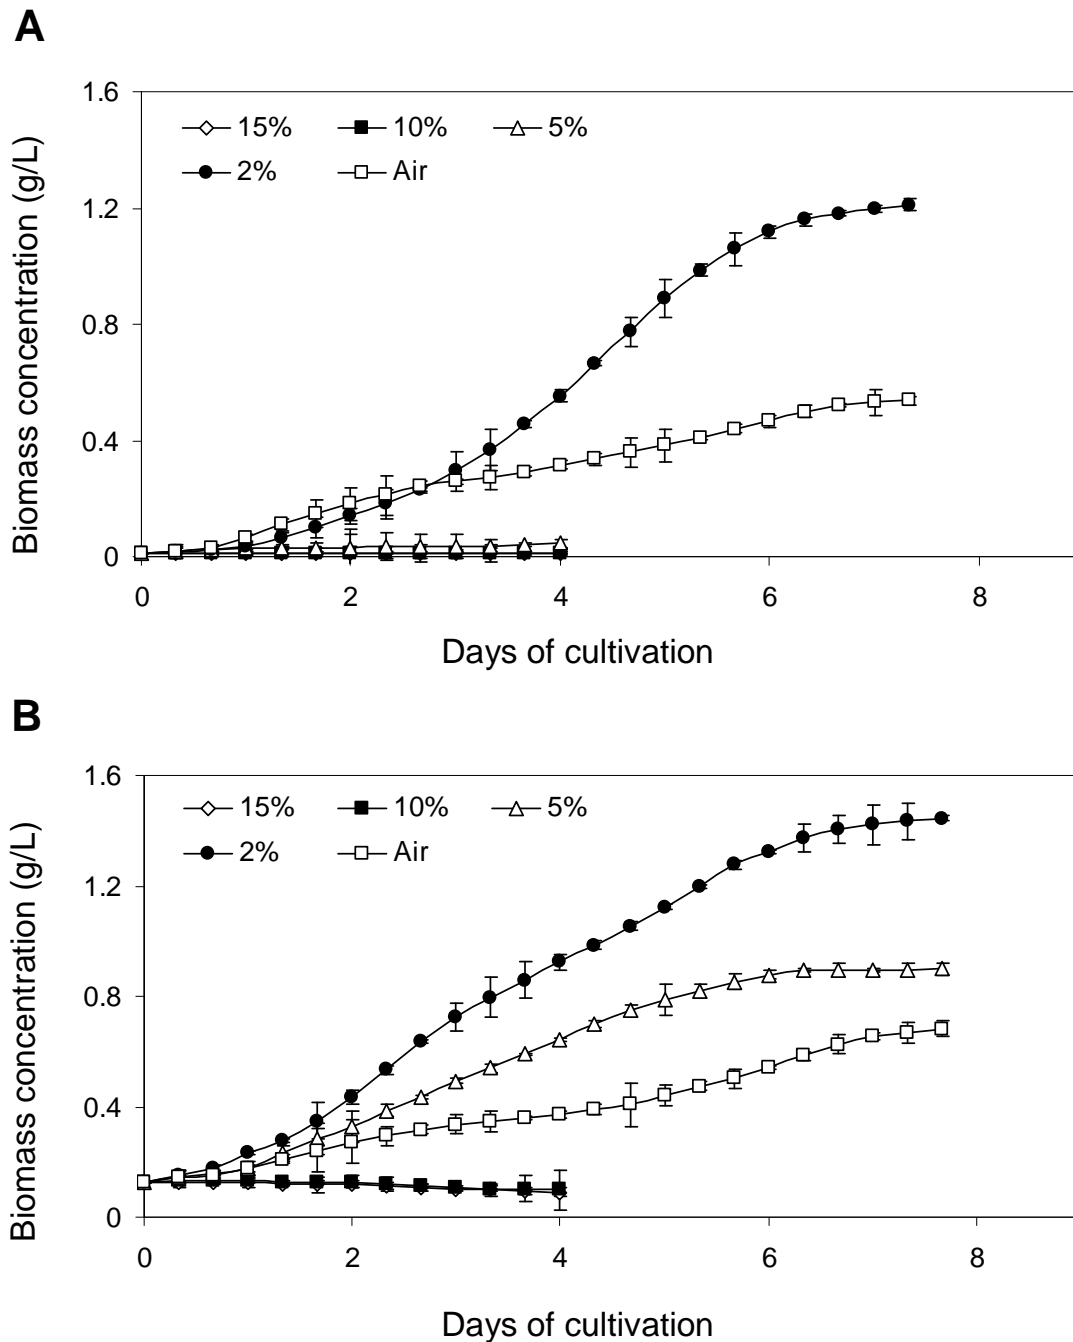 A
1.6
15% 10% 5%
2% Air
1.2
0.8
0.4
0
0 2 4 6 8
Biomass concentration (g/L)
Days of cultivation
B
1.6
15% 10% 5%
2% Air
1.2
0.8
0.4
0
0 2 4 6 8
Biomass concentration (g/L)
Days of cultivation